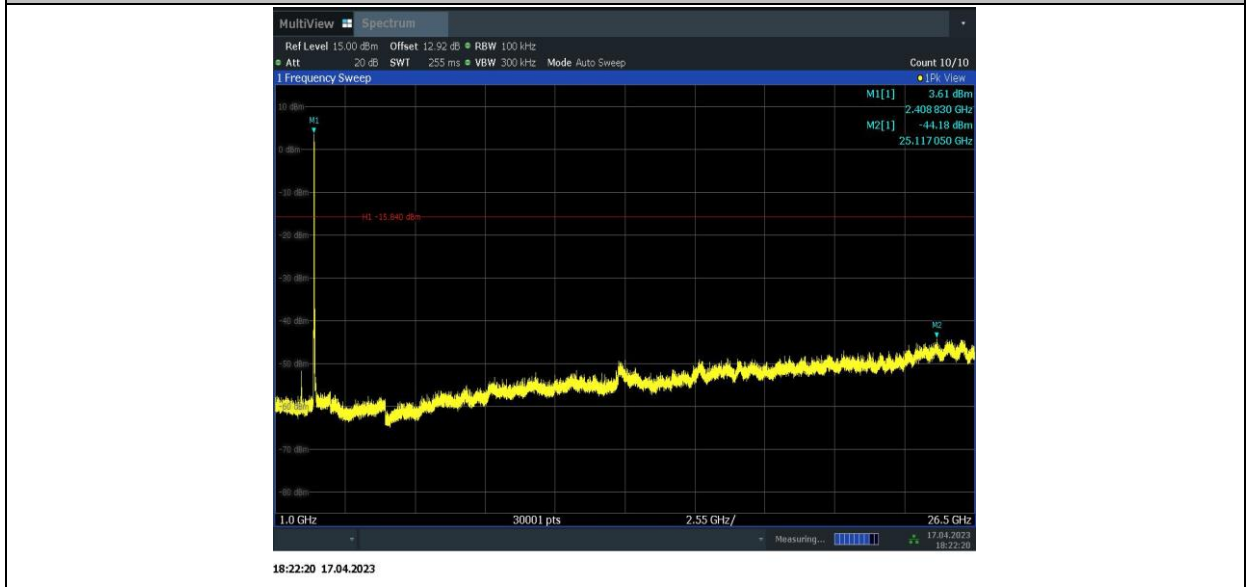 MultiView Spectrum
Ref Level 15.00 dBm Offset 12.92 dB RBW 100 kHz
Att 20 dB SWT 255 ms VBW 300 kHz Mode Auto Sweep Count 10/10
1 Frequency Sweep 1Pk View
M1[1] 3.61 dBm
2.408 830 GHz
M2[1] -44.18 dBm
25.117 050 GHz
10 dBm
M1
0 dBm
-10 dBm
H1 -15.840 dBm
-20 dBm
-30 dBm
-40 dBm
M2
-50 dBm
-60 dBm
-70 dBm
-80 dBm
1.0 GHz 30001 pts 2.55 GHz/ 26.5 GHz
Measuring... 17.04.2023
18:22:20
18:22:20 17.04.2023